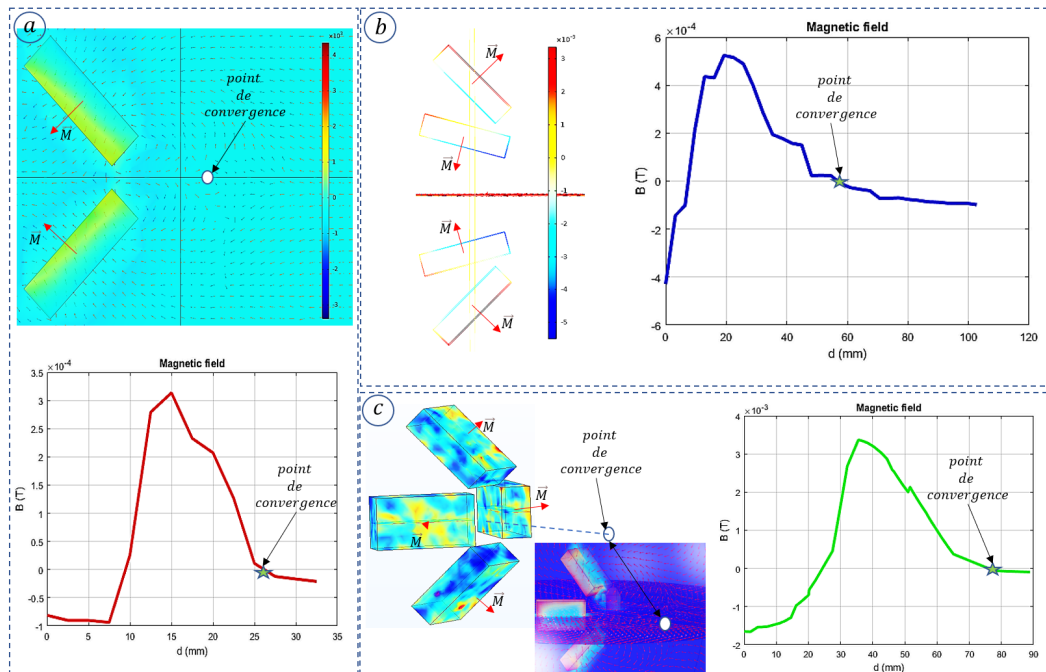 a
×10³
4
3
2
1
0
-1
-2
-3
point
de
convergence
M⃗
M⃗
Magnetic field
×10⁻⁴
3.5
3
2.5
2
1.5
1
0.5
0
-0.5
-1
B (T)
0
5
10
15
20
25
30
35
d (mm)
point
de
convergence
b
M⃗
M⃗
M⃗
M⃗
×10⁻³
3
2
1
0
-1
-2
-3
-4
-5
Magnetic field
×10⁻⁴
6
4
2
0
-2
-4
-6
B (T)
0
20
40
60
80
100
120
d (mm)
point
de
convergence
c
M⃗
M⃗
M⃗
M⃗
point
de
convergence
Magnetic field
×10⁻³
4
3
2
1
0
-1
-2
B (T)
0
10
20
30
40
50
60
70
80
90
d (mm)
point
de
convergence